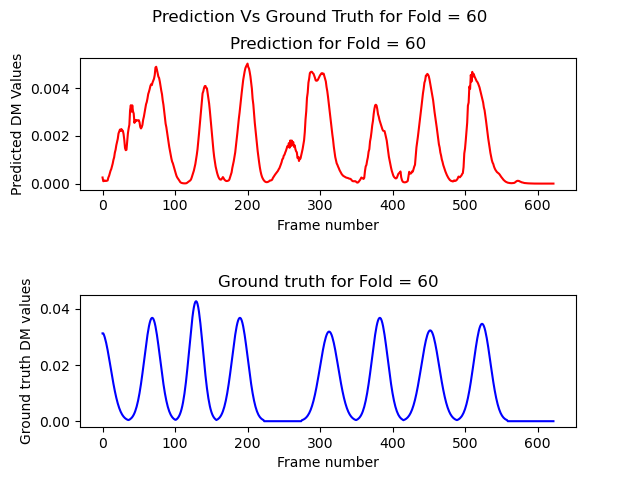 Prediction Vs Ground Truth for Fold = 60
Prediction for Fold = 60
Predicted DM Values
0.004
0.002
0.000
0 100 200 300 400 500 600
Frame number
Ground truth for Fold = 60
Ground truth DM values
0.04
0.02
0.00
0 100 200 300 400 500 600
Frame number